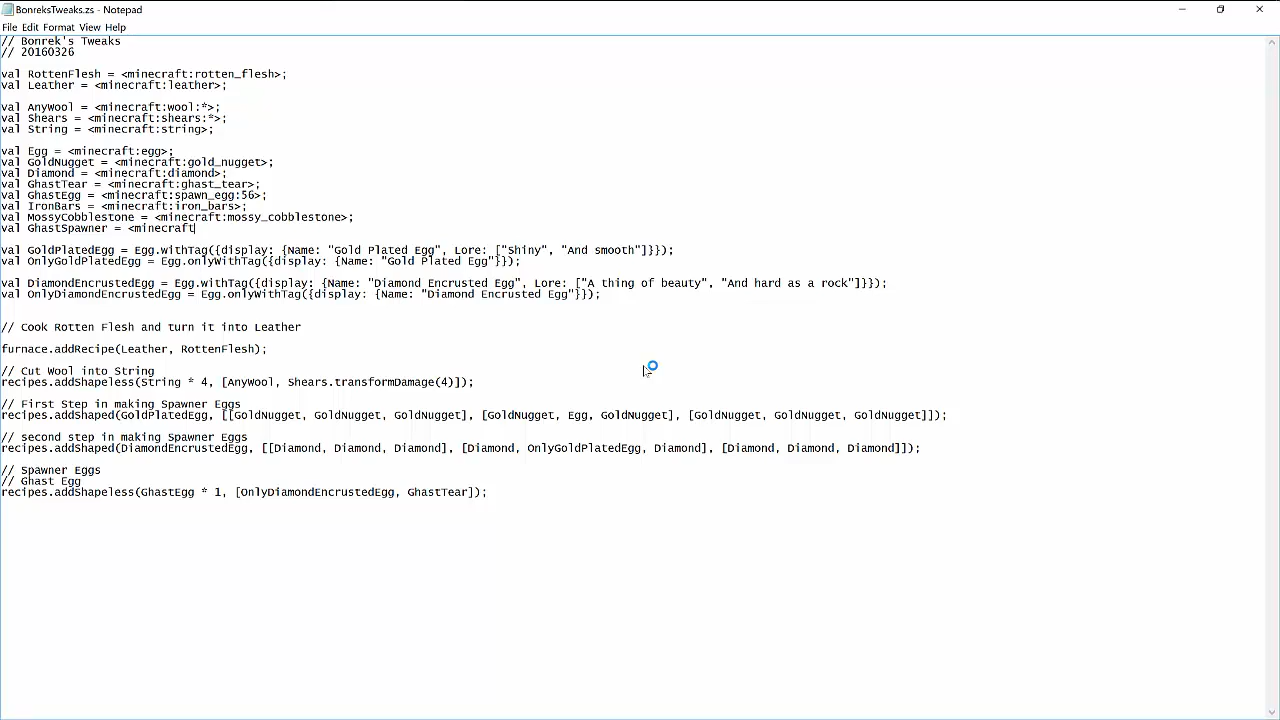 BonreksTweaks.zs - Notepad
File Edit Format View Help
// Bonrek's Tweaks
// 20160326
val RottenFlesh = <minecraft:rotten_flesh>;
val Leather = <minecraft:leather>;
val AnyWool = <minecraft:wool:*>;
val Shears = <minecraft:shears:*>;
val String = <minecraft:string>;
val Egg = <minecraft:egg>;
val GoldNugget = <minecraft:gold_nugget>;
val Diamond = <minecraft:diamond>;
val GhastTear = <minecraft:ghast_tear>;
val GhastEgg = <minecraft:spawn_egg:56>;
val IronBars = <minecraft:iron_bars>;
val MossyCobblestone = <minecraft:mossy_cobblestone>;
val GhastSpawner = <minecraft
val GoldPlatedEgg = Egg.withTag({display: {Name: "Gold Plated Egg", Lore: ["Shiny", "And smooth"]}});
val OnlyGoldPlatedEgg = Egg.onlyWithTag({display: {Name: "Gold Plated Egg"}});
val DiamondEncrustedEgg = Egg.withTag({display: {Name: "Diamond Encrusted Egg", Lore: ["A thing of beauty", "And hard as a rock"]}});
val OnlyDiamondEncrustedEgg = Egg.onlyWithTag({display: {Name: "Diamond Encrusted Egg"}});
// Cook Rotten Flesh and turn it into Leather
furnace.addRecipe(Leather, RottenFlesh);
// Cut Wool into String
recipes.addShapeless(String * 4, [AnyWool, Shears.transformDamage(4)]);
// First Step in making Spawner Eggs
recipes.addShaped(GoldPlatedEgg, [[GoldNugget, GoldNugget, GoldNugget], [GoldNugget, Egg, GoldNugget], [GoldNugget, GoldNugget, GoldNugget]]);
// second step in making Spawner Eggs
recipes.addShaped(DiamondEncrustedEgg, [[Diamond, Diamond, Diamond], [Diamond, OnlyGoldPlatedEgg, Diamond], [Diamond, Diamond, Diamond]]);
// Spawner Eggs
// Ghast Egg
recipes.addShapeless(GhastEgg * 1, [OnlyDiamondEncrustedEgg, GhastTear]);